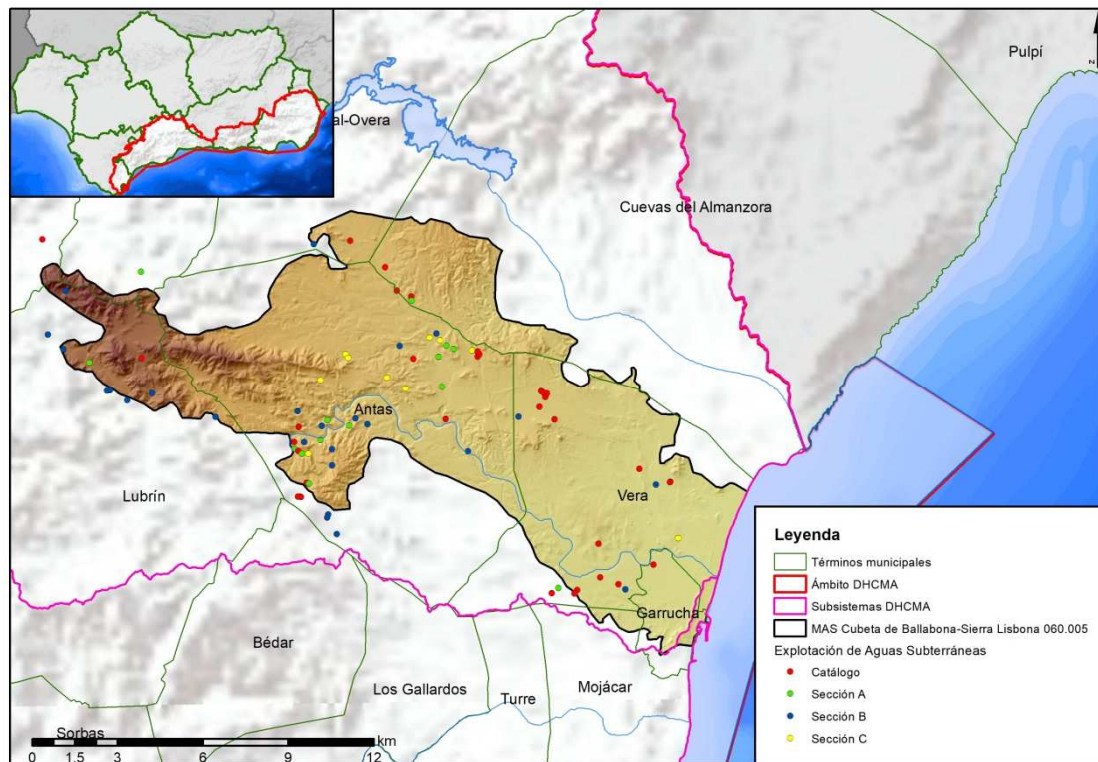 Pulpí
al-Overa
Cuevas del Almanzora
Antas
Lubrín
Vera
Garrucha
Bédar
Los Gallardos
Turre
Mojácar
Sorbas
km
0 1,5 3 6 9 12
Leyenda
Términos municipales
Ámbito DHCMA
Subsistemas DHCMA
MAS Cubeta de Ballabona-Sierra Lisbona 060.005
Explotación de Aguas Subterráneas
Catálogo
Sección A
Sección B
Sección C